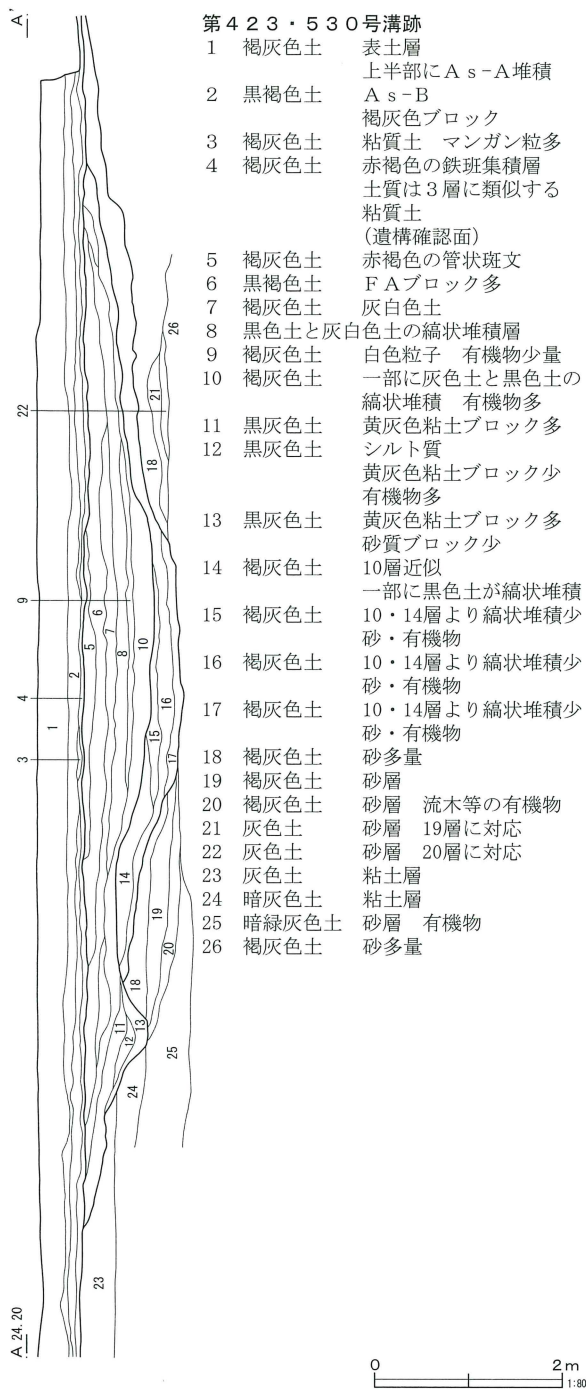 第423・530号溝跡
1 褐灰色土 表土層
上半部にAs-A堆積
2 黒褐色土 As-B
褐灰色ブロック
3 褐灰色土 粘質土 マンガン粒多
4 褐灰色土 赤褐色の鉄班集積層
土質は3層に類似する
粘質土
(遺構確認面)
5 褐灰色土 赤褐色の管状斑文
6 黒褐色土 FAブロック多
7 褐灰色土 灰白色土
8 黒色土と灰白色土の縞状堆積層
9 褐灰色土 白色粒子 有機物少量
10 褐灰色土 一部に灰色土と黒色土の
縞状堆積 有機物多
11 黒灰色土 黄灰色粘土ブロック多
12 黒灰色土 シルト質
黄灰色粘土ブロック少
有機物多
13 黒灰色土 黄灰色粘土ブロック多
砂質ブロック少
14 褐灰色土 10層近似
一部に黒色土が縞状堆積
15 褐灰色土 10・14層より縞状堆積少
砂・有機物
16 褐灰色土 10・14層より縞状堆積少
砂・有機物
17 褐灰色土 10・14層より縞状堆積少
砂・有機物
18 褐灰色土 砂多量
19 褐灰色土 砂層
20 褐灰色土 砂層 流木等の有機物
21 灰色土 砂層 19層に対応
22 灰色土 砂層 20層に対応
23 灰色土 粘土層
24 暗灰色土 粘土層
25 暗緑灰色土 砂層 有機物
26 褐灰色土 砂多量
A'
26
21
22
18
9
6
7
5
8
10
2
16
4
1
15
3
17
14
19
20
18
11
13
12
25
24
23
A 24.20
0 2m
1:80